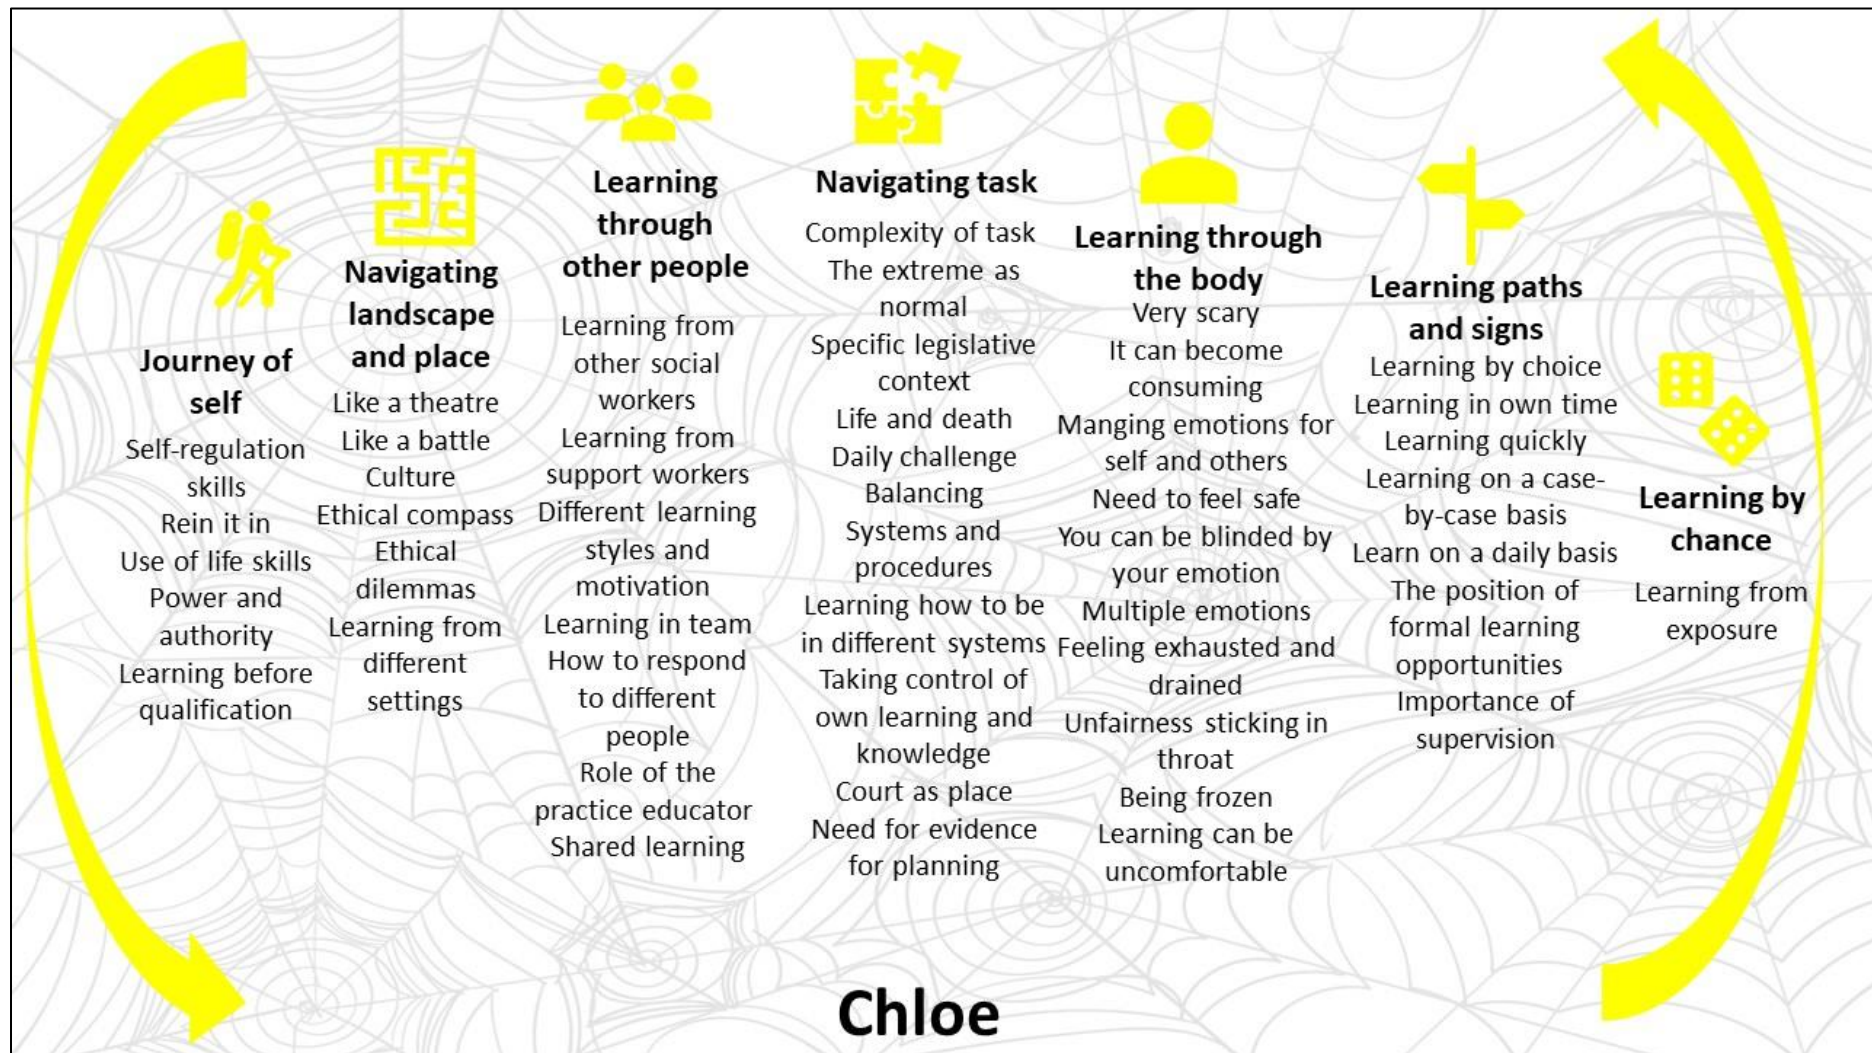 Journey of
self
Self-regulation
skills
Rein it in
Use of life skills
Power and
authority
Learning before
qualification
Navigating
landscape
and place
Like a theatre
Like a battle
Culture
Ethical compass
Ethical
dilemmas
Learning from
different
settings
Learning
through
other people
Learning from
other social
workers
Learning from
support workers
Different learning
styles and
motivation
Learning in team
How to respond
to different
people
Role of the
practice educator
Shared learning
Navigating task
Complexity of task
The extreme as
normal
Specific legislative
context
Life and death
Daily challenge
Balancing
Systems and
procedures
Learning how to be
in different systems
Taking control of
own learning and
knowledge
Court as place
Need for evidence
for planning
Learning through
the body
Very scary
It can become
consuming
Manging emotions for
self and others
Need to feel safe
You can be blinded by
your emotion
Multiple emotions
Feeling exhausted and
drained
Unfairness sticking in
throat
Being frozen
Learning can be
uncomfortable
Learning paths
and signs
Learning by choice
Learning in own time
Learning quickly
Learning on a case-
by-case basis
Learn on a daily basis
The position of
formal learning
opportunities
Importance of
supervision
Learning by
chance
Learning from
exposure
Chloe